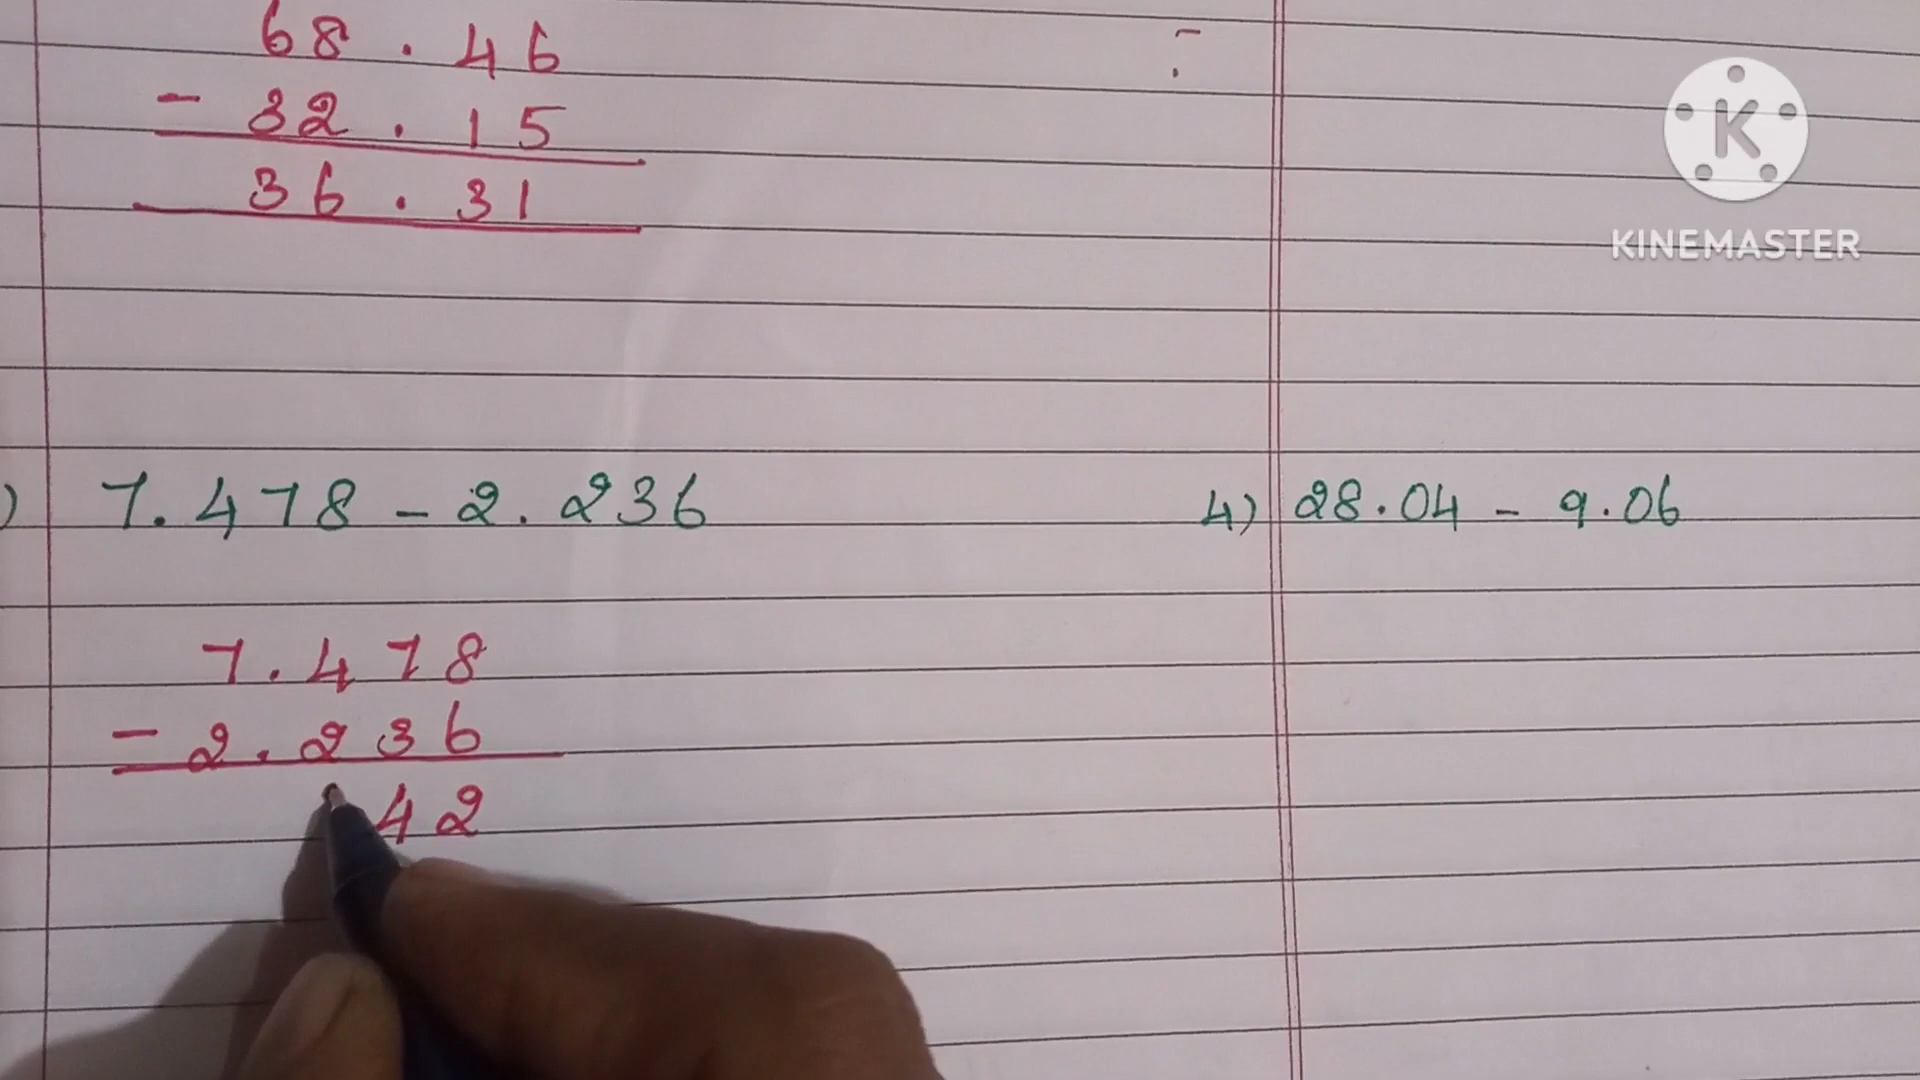 68.46
- 32.15
36.31
KINEMASTER
) 7.478 - 2.236
4) 28.04 - 9.06
7.478
- 2.236
42